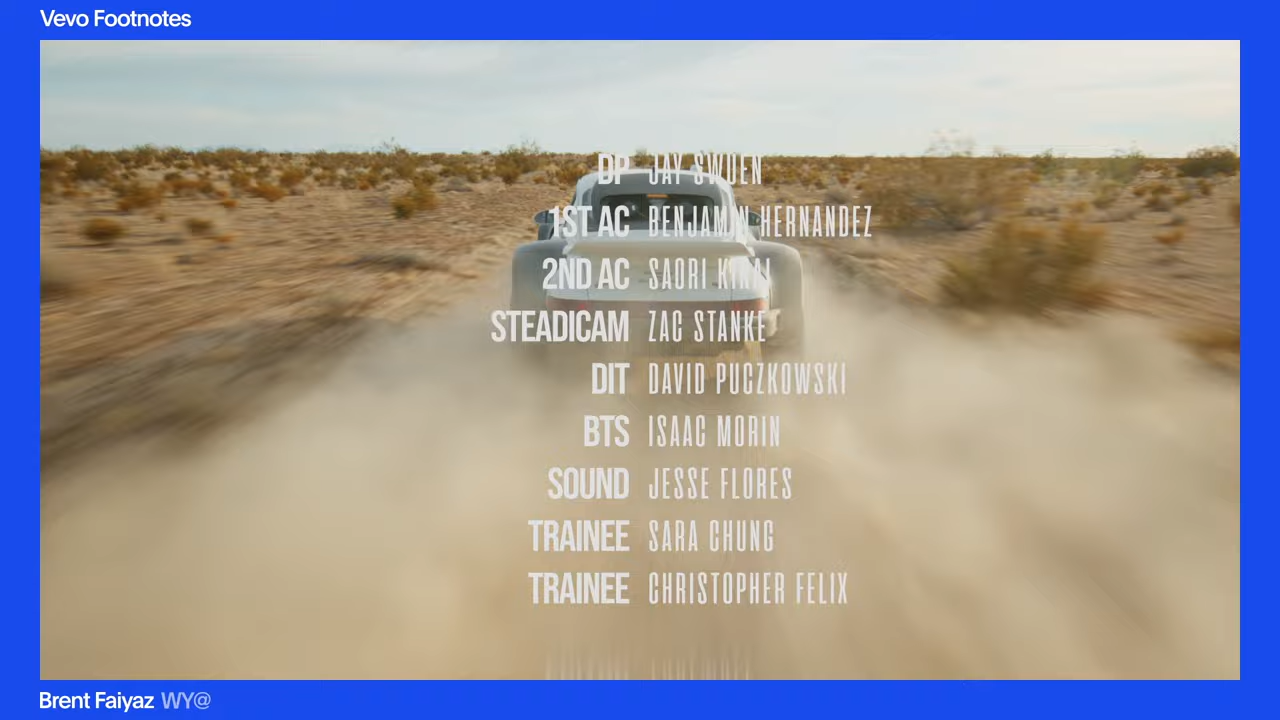 Vevo Footnotes
DP JAY SWUEN
1ST AC BENJAMIN HERNANDEZ
2ND AC SAORI
STEADICAM ZAC STANKE
DIT DAVID PUCZKOWSKI
BTS ISAAC MORIN
SOUND JESSE FLORES
TRAINEE SARA CHUNG
TRAINEE CHRISTOPHER FELIX
Brent Faiyaz WY@